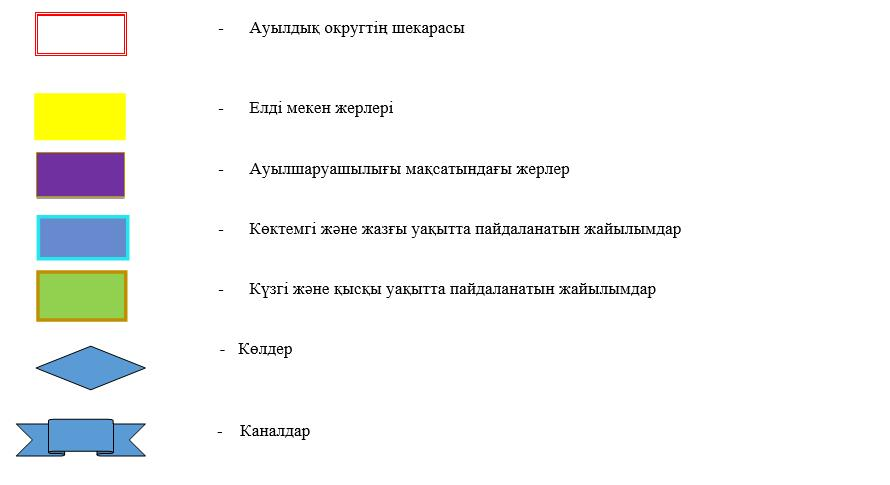 - Ауылдық округтің шекарасы
- Елді мекен жерлері
- Ауылшаруашылығы мақсатындағы жерлер
- Көктемгі және жазғы уақытта пайдаланатын жайылымдар
- Күзгі және қысқы уақытта пайдаланатын жайылымдар
- Көлдер
- Каналдар